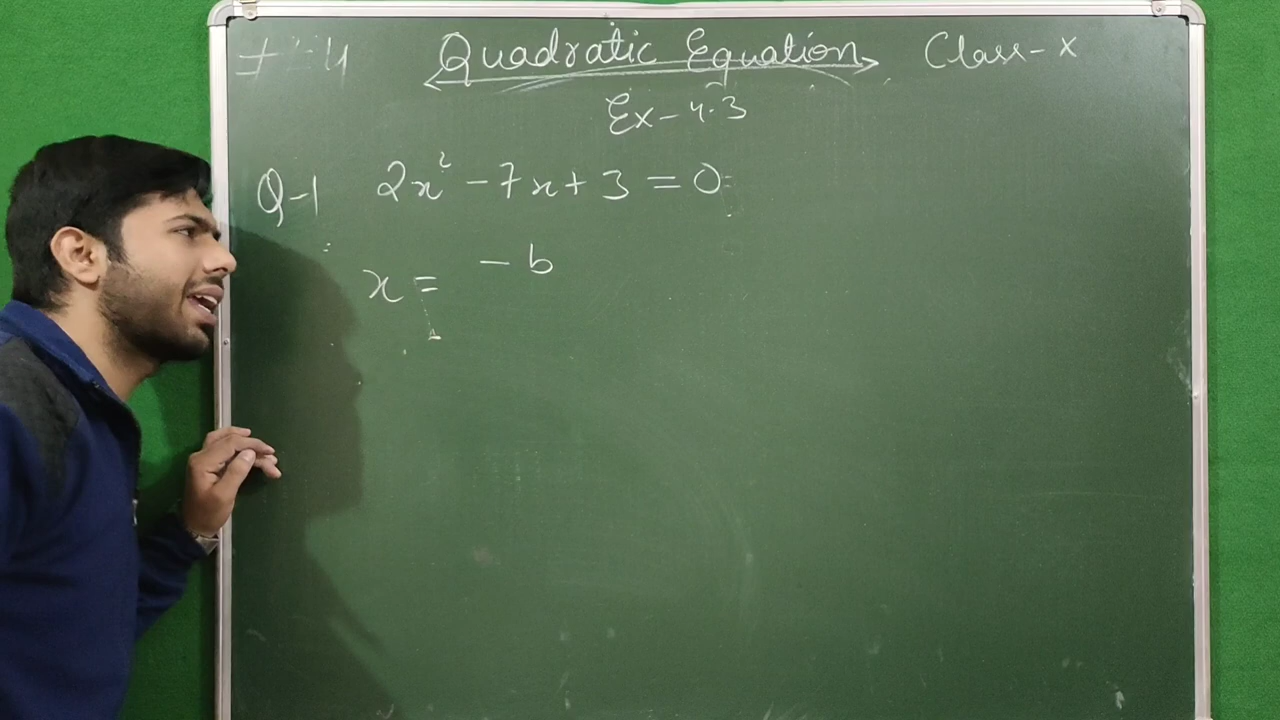 Quadratic Equation Class-X
Ex-4.3
Q-1 2x²-7x+3=0
x= -b